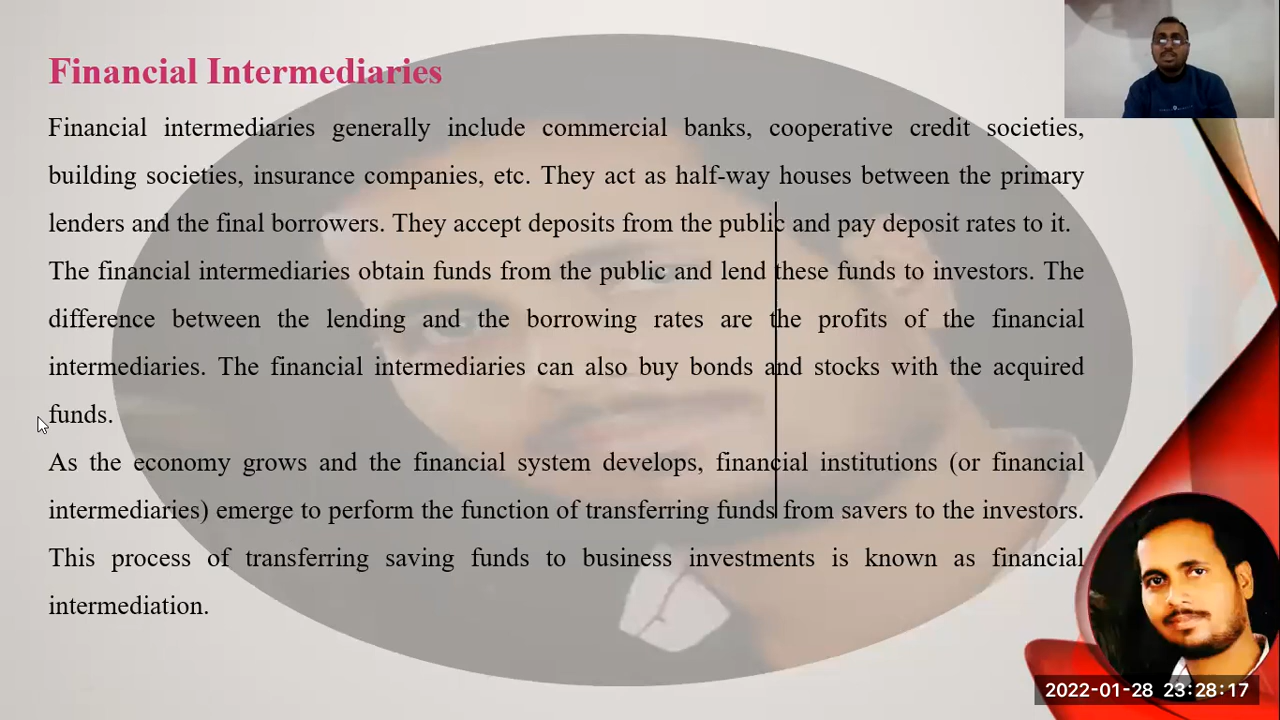 Financial Intermediaries
Financial intermediaries generally include commercial banks, cooperative credit societies,
building societies, insurance companies, etc. They act as half-way houses between the primary
lenders and the final borrowers. They accept deposits from the public and pay deposit rates to it.
The financial intermediaries obtain funds from the public and lend these funds to investors. The
difference between the lending and the borrowing rates are the profits of the financial
intermediaries. The financial intermediaries can also buy bonds and stocks with the acquired
funds.
As the economy grows and the financial system develops, financial institutions (or financial
intermediaries) emerge to perform the function of transferring funds from savers to the investors.
This process of transferring saving funds to business investments is known as financial
intermediation.
2022-01-28 23:28:17